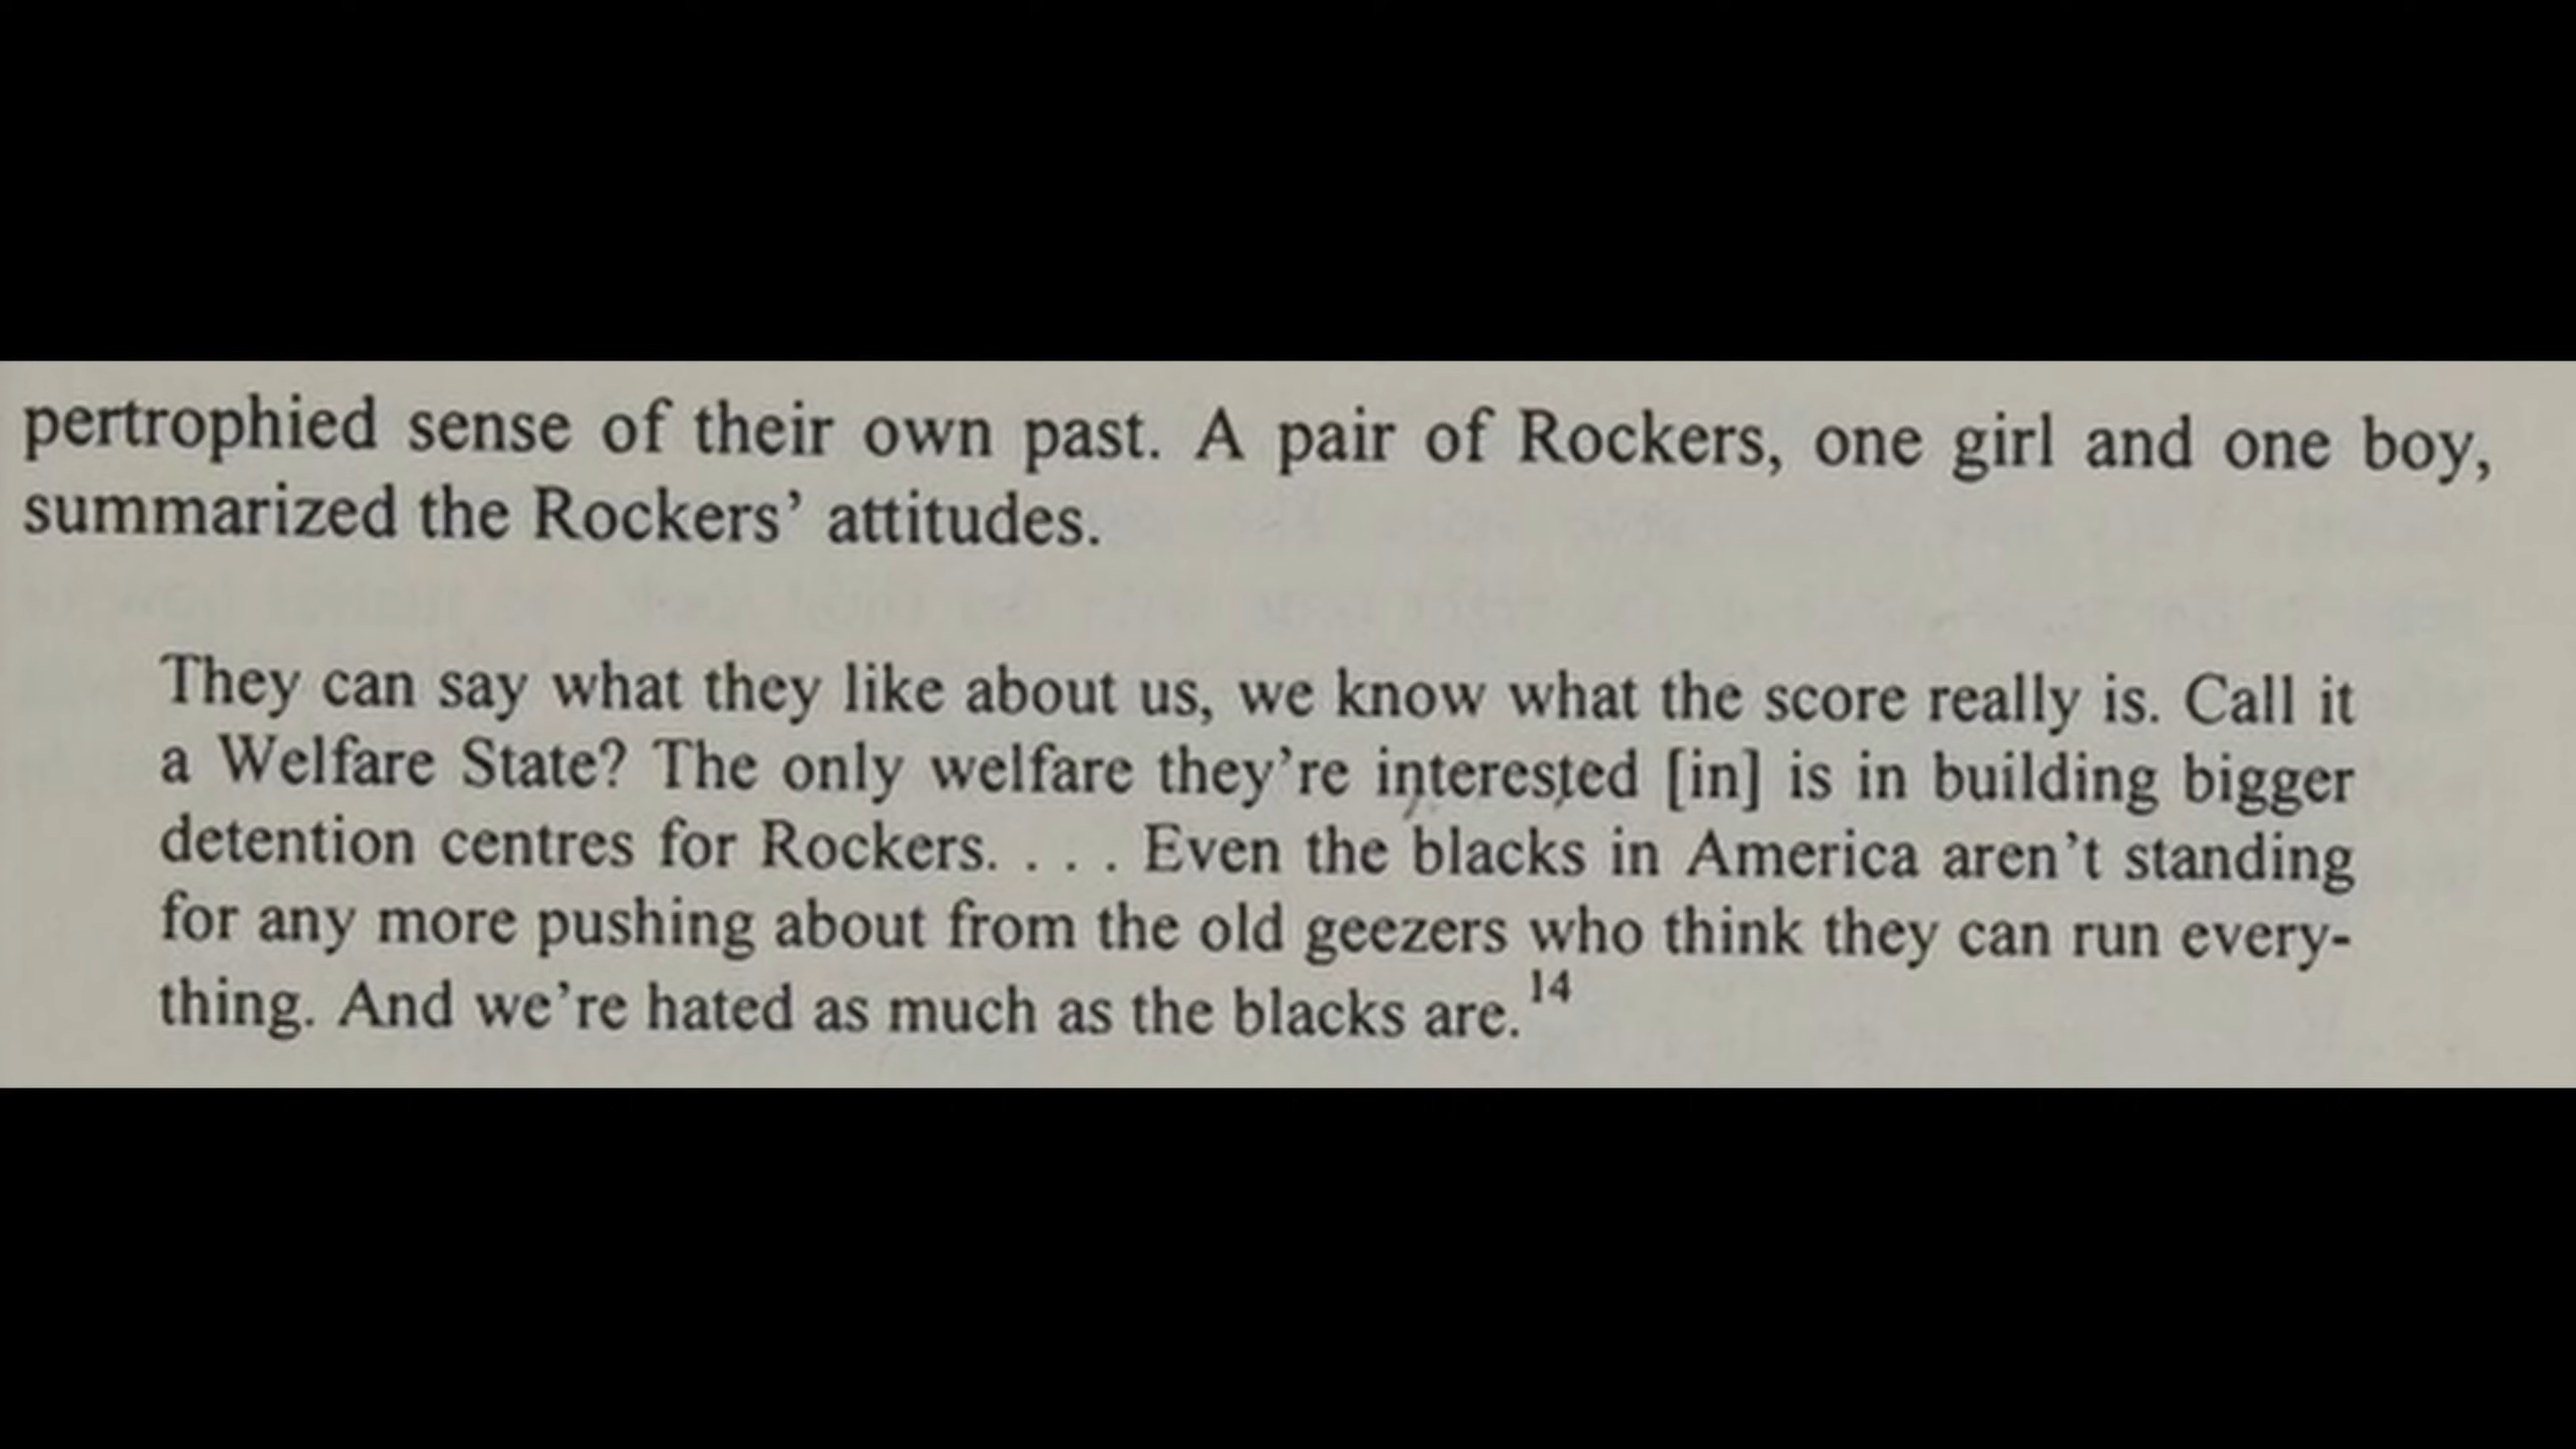 pertrophied sense of their own past. A pair of Rockers, one girl and one boy,
summarized the Rockers’ attitudes.
They can say what they like about us, we know what the score really is. Call it
a Welfare State? The only welfare they’re interested [in] is in building bigger
detention centres for Rockers. . . . Even the blacks in America aren’t standing
for any more pushing about from the old geezers who think they can run every-
thing. And we’re hated as much as the blacks are.14